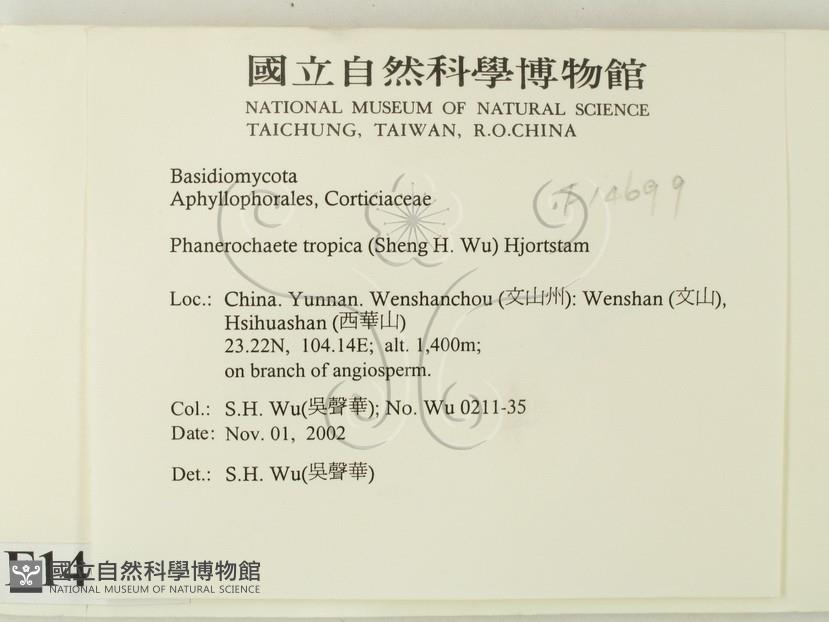 國立自然科學博物館
NATIONAL MUSEUM OF NATURAL SCIENCE
TAICHUNG, TAIWAN, R.O.CHINA
Basidiomycota
Aphyllophorales, Corticiaceae
F14699
Phanerochaete tropica (Sheng H. Wu) Hjortstam
Loc.: China. Yunnan. Wenshanchou (文山州): Wenshan (文山),
Hsihuashan (西華山)
23.22N, 104.14E; alt. 1,400m;
on branch of angiosperm.
Col.: S.H. Wu(吳聲華); No. Wu 0211-35
Date: Nov. 01, 2002
Det.: S.H. Wu(吳聲華)
F14
國立自然科學博物館
NATIONAL MUSEUM OF NATURAL SCIENCE